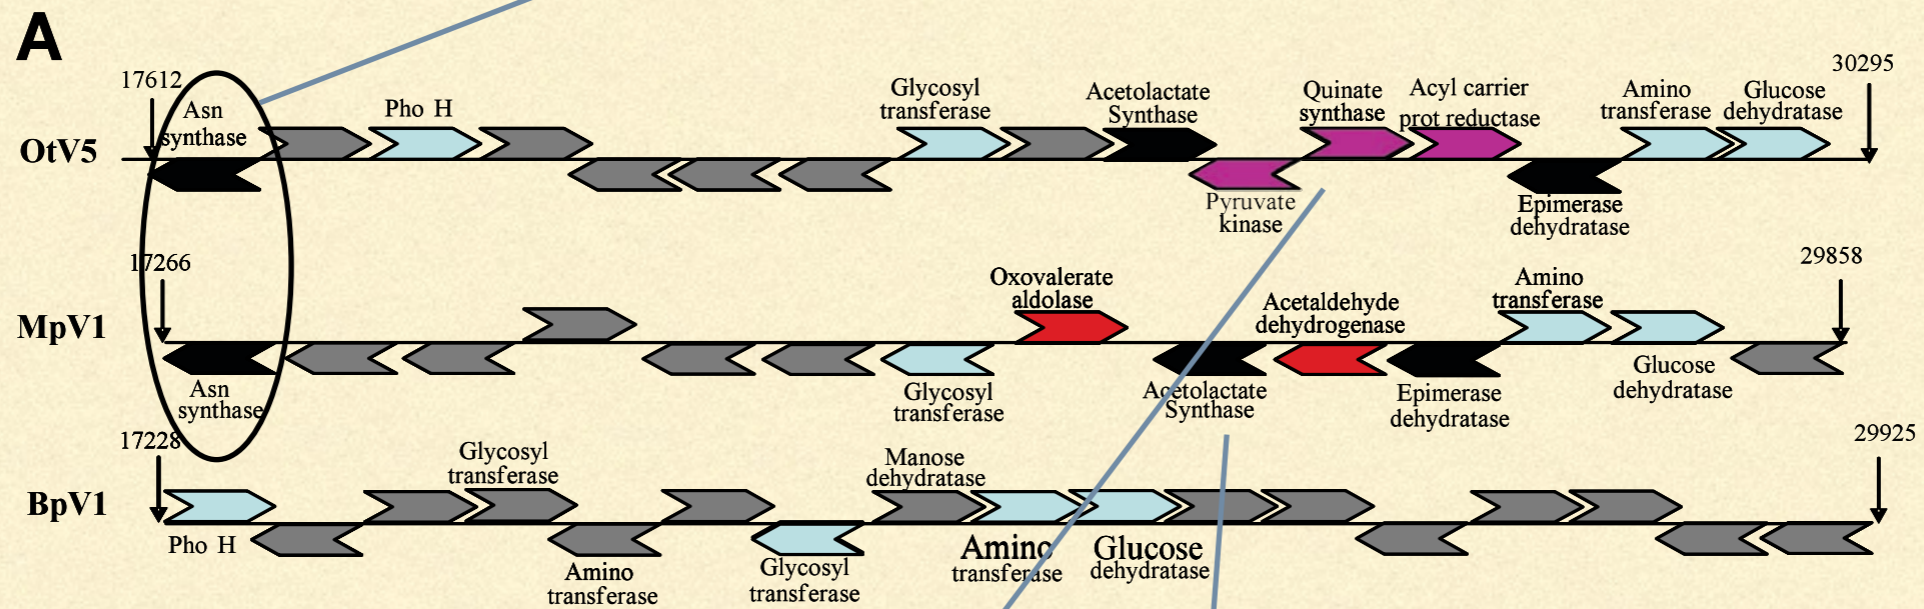 A
17612
Asn
synthase
Pho H
Glycosyl
transferase
Acetolactate
Synthase
Quinate
synthase
Acyl carrier
prot reductase
Amino
transferase
Glucose
dehydratase
30295
OtV5
Pyruvate
kinase
Epimerase
dehydratase
17266
Oxovalerate
aldolase
Acetaldehyde
dehydrogenase
Amino
transferase
29858
MpV1
Asn
synthase
Glycosyl
transferase
Acetolactate
Synthase
Epimerase
dehydratase
Glucose
dehydratase
17228
Glycosyl
transferase
Manose
dehydratase
29925
BpV1
Pho H
Amino
transferase
Glycosyl
transferase
Amino
transferase
Glucose
dehydratase